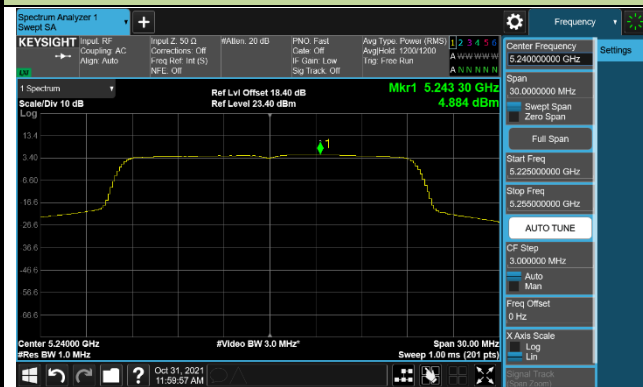 Spectrum Analyzer 1
Swept SA
Frequency
KEYSIGHT
Input: RF
Coupling: AC
Align: Auto
Input Z: 50 Ω
Corrections: Off
Freq Ref: Int (S)
NFE: Off
#Atten: 20 dB
PNO: Fast
Gate: Off
IF Gain: Low
Sig Track: Off
Avg Type: Power (RMS)
Avg|Hold: 1200/1200
Trig: Free Run
1 2 3 4 5 6
A W W W W W
A N N N N N
1 Spectrum
Scale/Div 10 dB
Log
Ref Lvl Offset 18.40 dB
Ref Level 23.40 dBm
Mkr1 5.243 30 GHz
4.884 dBm
13.4
3.40
1
-6.60
-16.6
-26.6
-36.6
-46.6
-56.6
-66.6
Center 5.24000 GHz
#Res BW 1.0 MHz
#Video BW 3.0 MHz*
Span 30.00 MHz
Sweep 1.00 ms (201 pts)
?
Oct 31, 2021
11:59:57 AM
Center Frequency
5.240000000 GHz
Settings
Span
30.0000000 MHz
Swept Span
Zero Span
Full Span
Start Freq
5.225000000 GHz
Stop Freq
5.255000000 GHz
AUTO TUNE
CF Step
3.000000 MHz
Auto
Man
Freq Offset
0 Hz
X Axis Scale
Log
Lin
Signal Track
(Span Zoom)